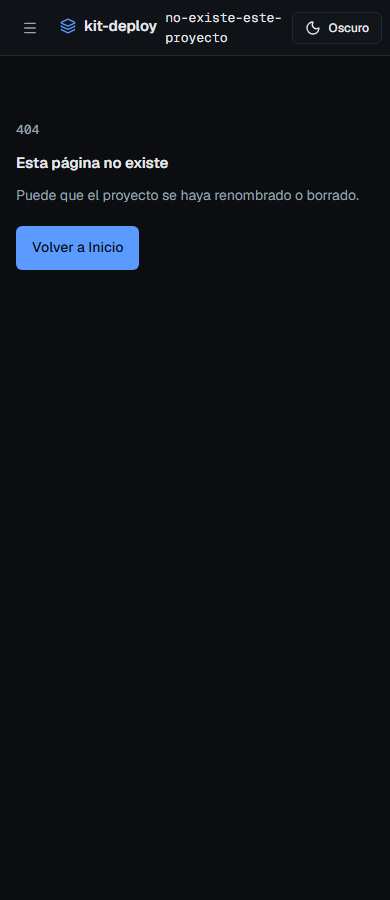 kit-deploy
no-existe-este-
proyecto
Oscuro
404
Esta página no existe
Puede que el proyecto se haya renombrado o borrado.
Volver a Inicio